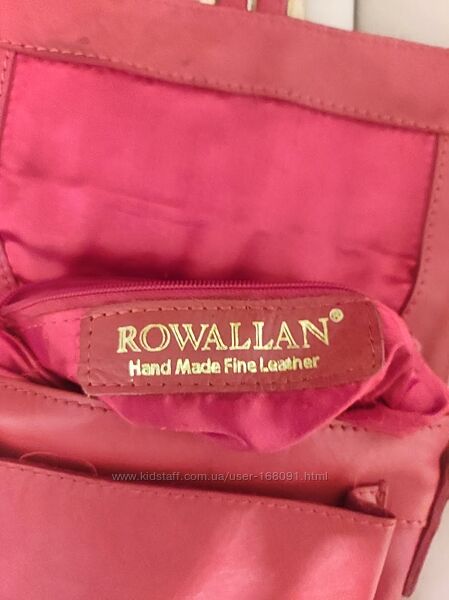 ROWALLAN®
Hand Made Fine Leather
www.kidstaff.com.ua/user-168091.html